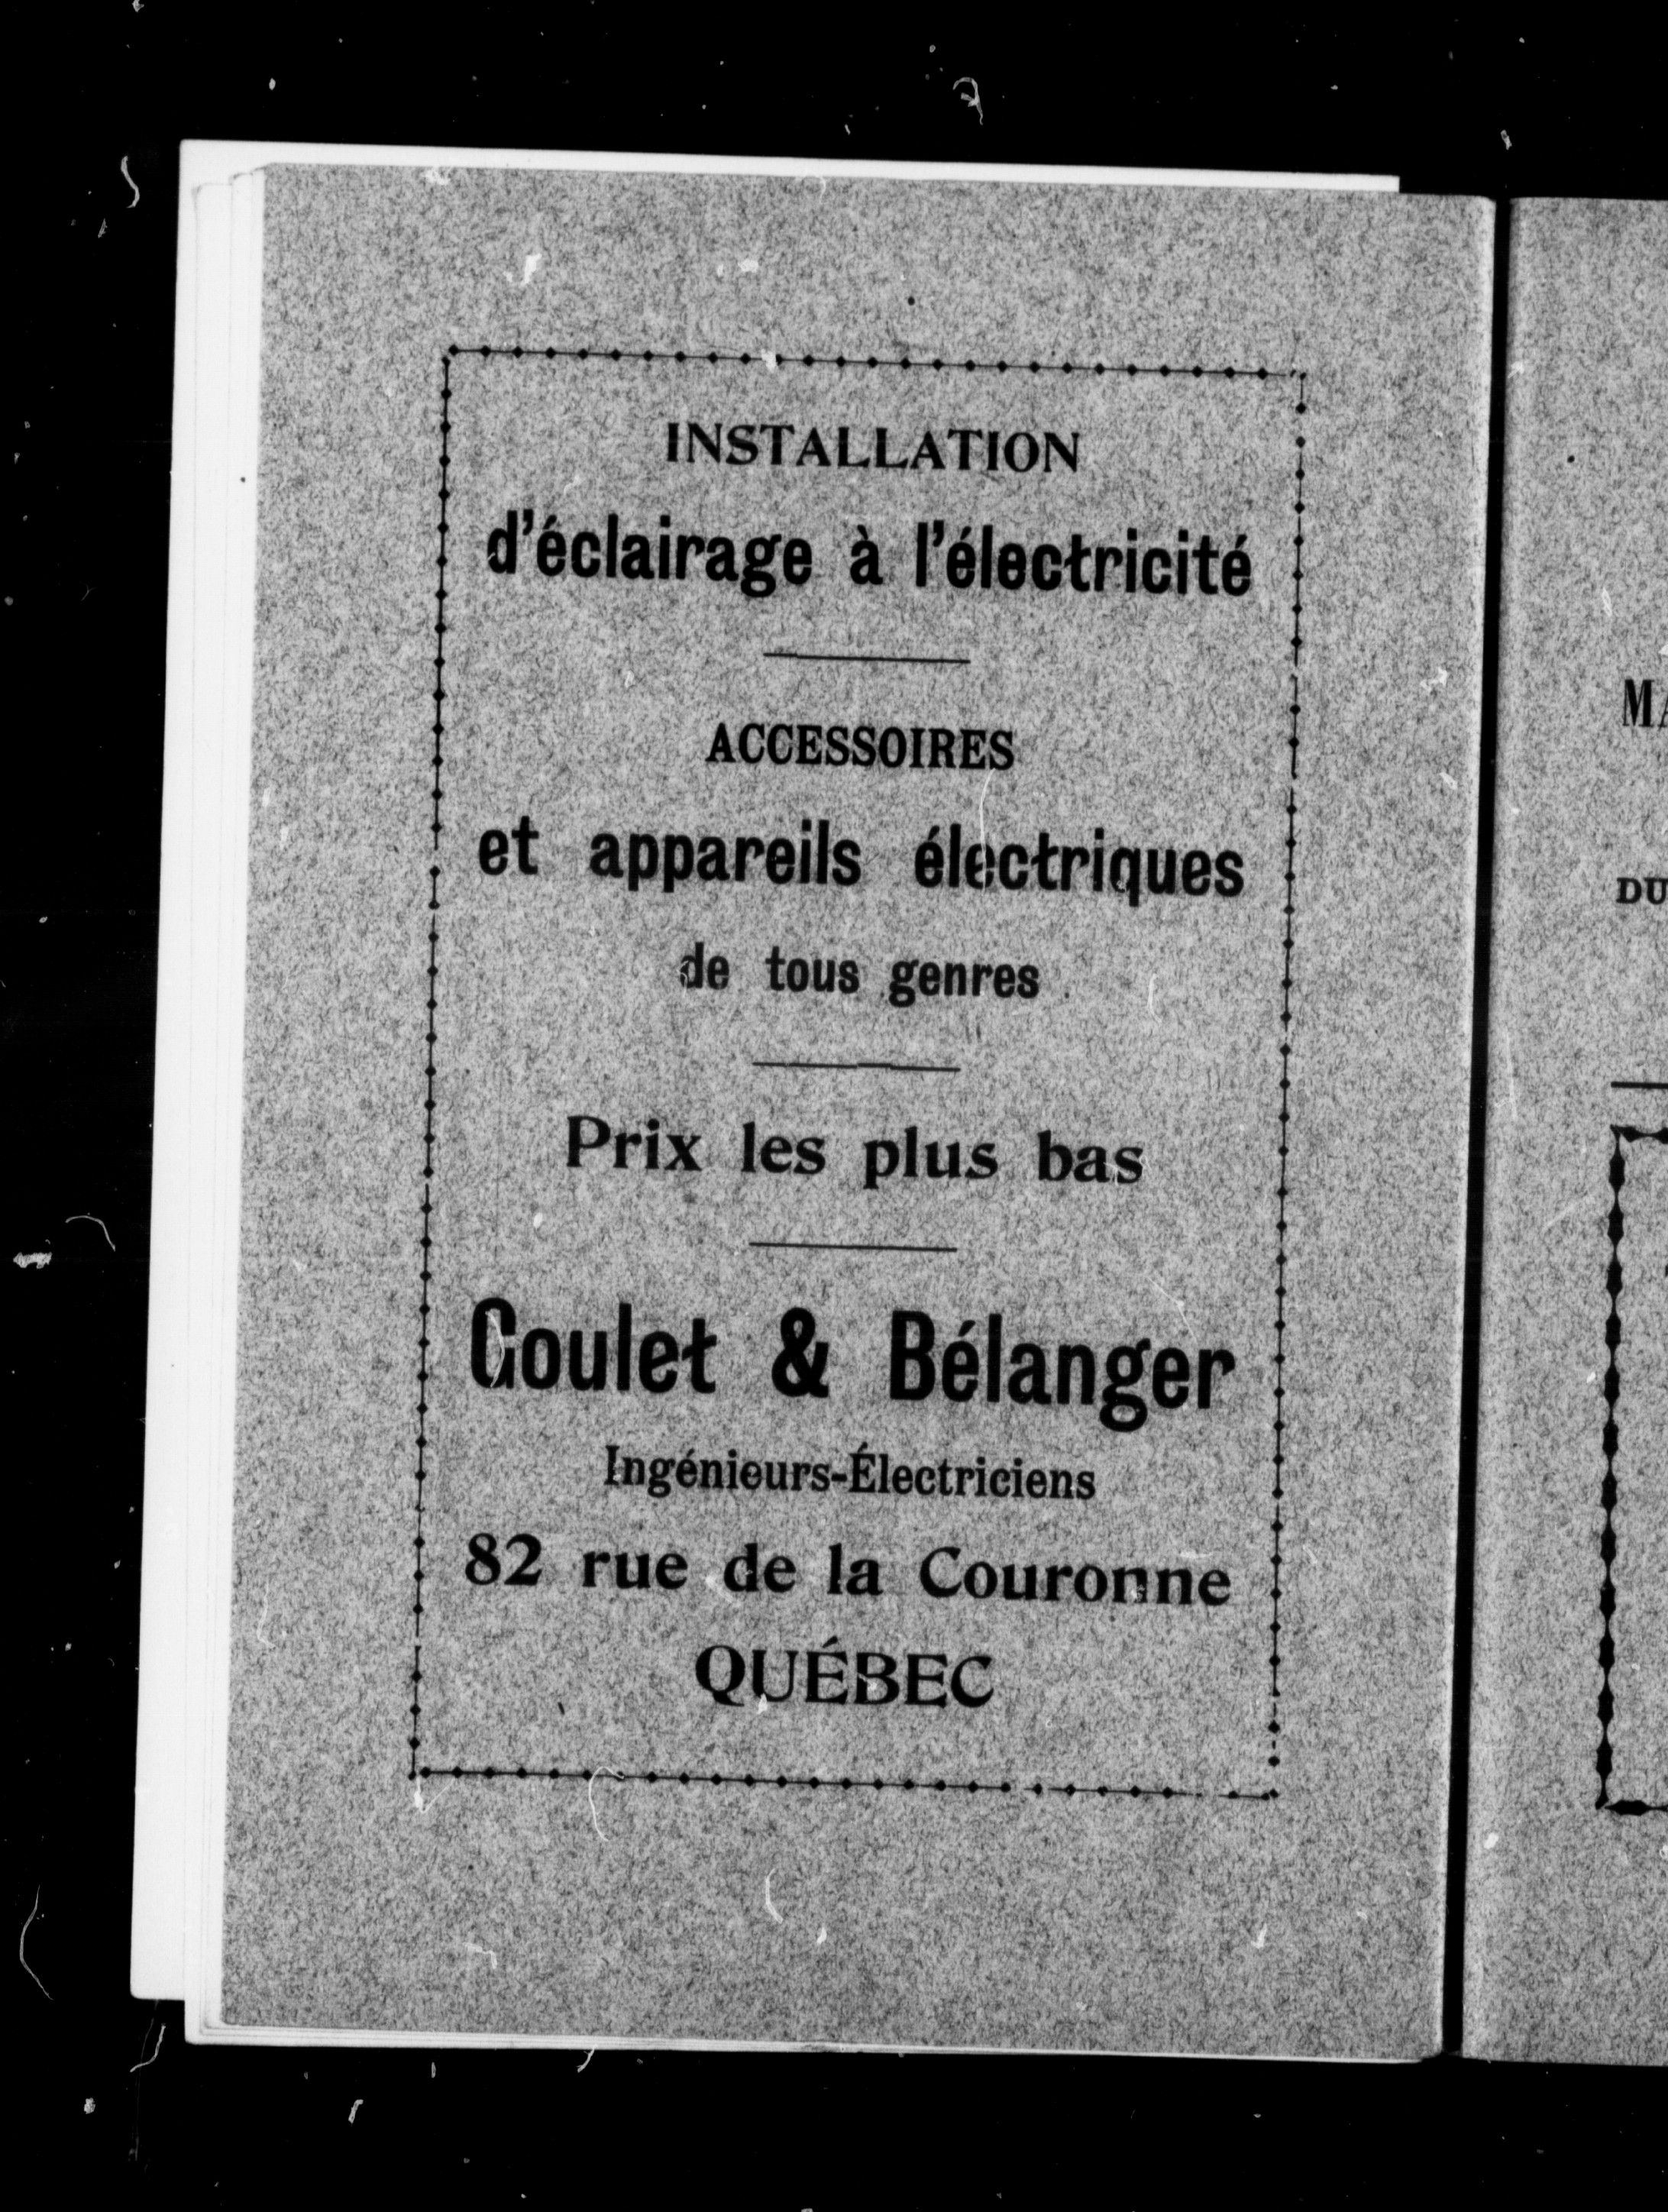 INSTALLATION
d'éclairage à l'électricité
ACCESSOIRES
et appareils électriques
de tous genres
Prix les plus bas
Goulet & Bélanger
Ingénieurs-Électriciens
82 rue de la Couronne
QUÉBEC
DU